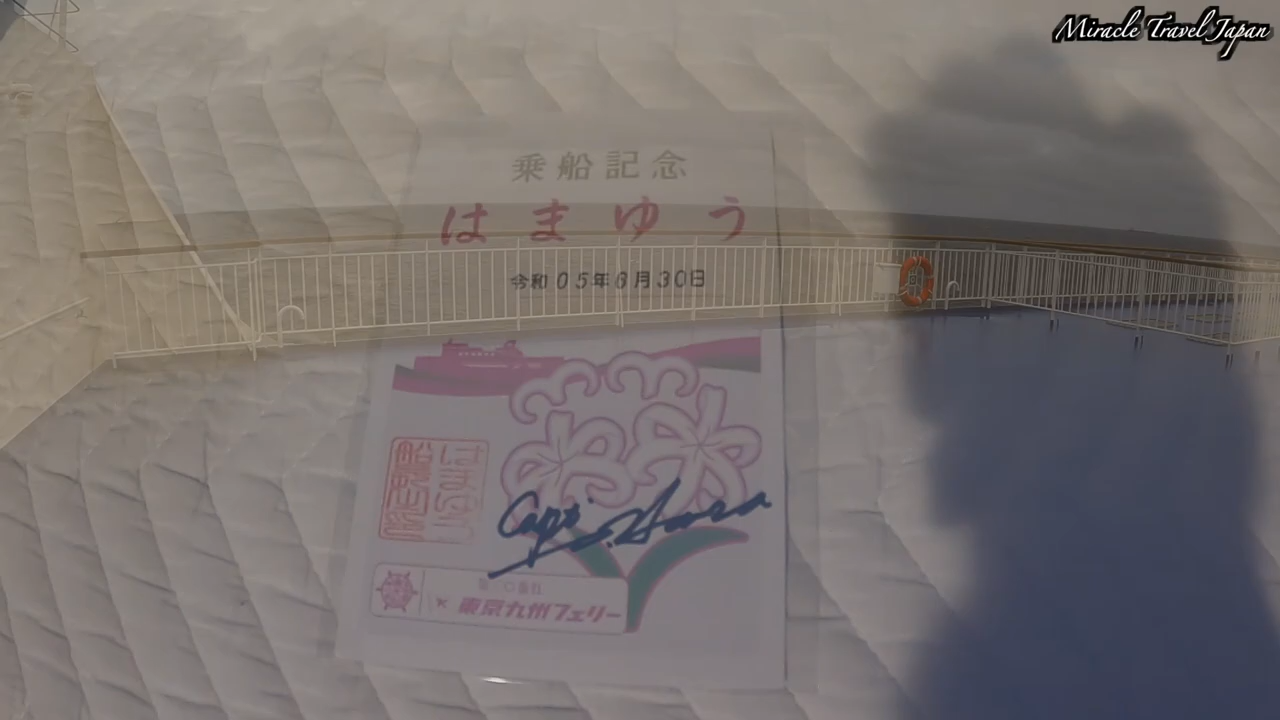 Miracle Travel Japan
乗船記念
はまゆう
令和05年6月30日
Capt.
東京九州フェリー